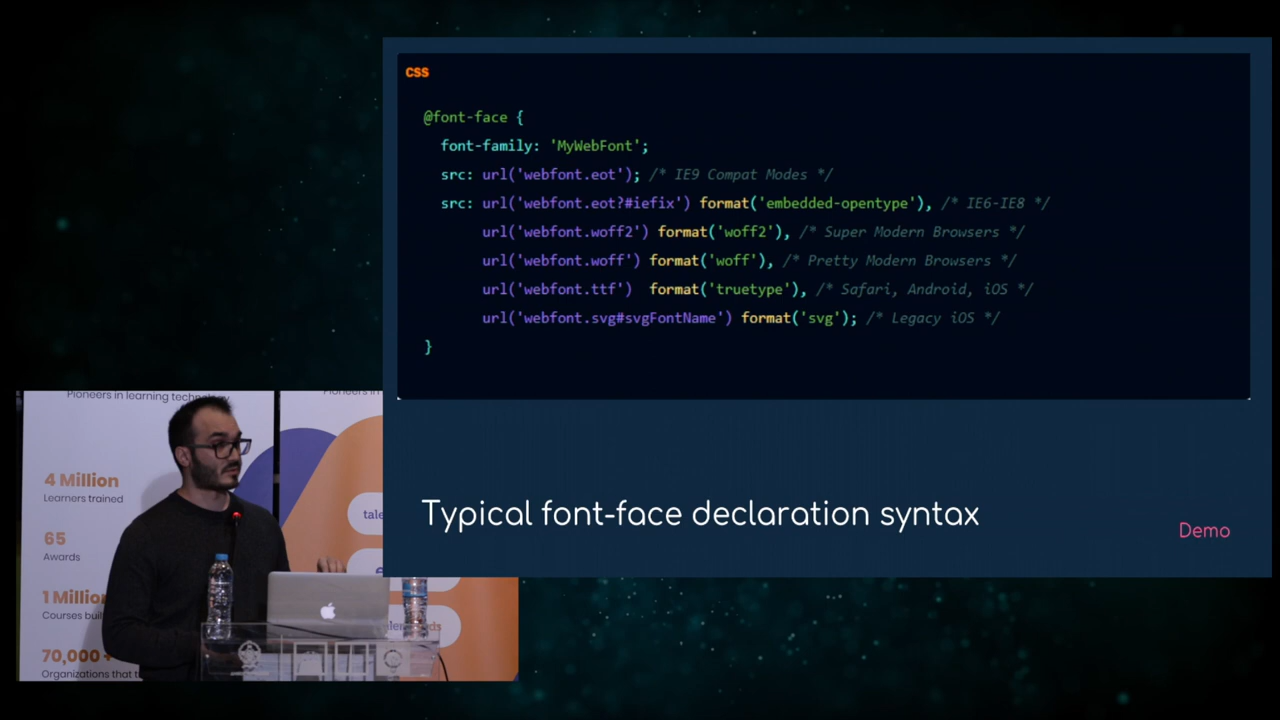 CSS
@font-face {
font-family: 'MyWebFont';
src: url('webfont.eot'); /* IE9 Compat Modes */
src: url('webfont.eot?#iefix') format('embedded-opentype'), /* IE6-IE8 */
url('webfont.woff2') format('woff2'), /* Super Modern Browsers */
url('webfont.woff') format('woff'), /* Pretty Modern Browsers */
url('webfont.ttf')  format('truetype'), /* Safari, Android, iOS */
url('webfont.svg#svgFontName') format('svg'); /* Legacy iOS */
}
Typical font-face declaration syntax
Demo
Pioneers in learning technology
Pioneers in
4 Million
Learners trained
65
Awards
1 Million
Courses buil
70,000+
Organizations that t
tale